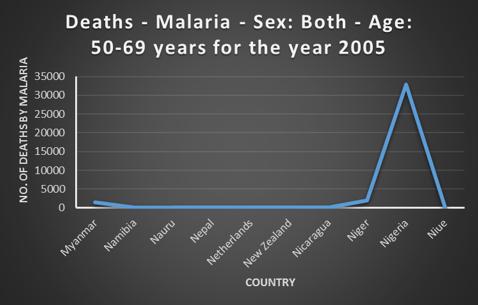 Deaths - Malaria - Sex: Both - Age:
50-69 years for the year 2005
NO. OF DEATHS BY MALARIA
35000
30000
25000
20000
15000
10000
5000
0
Myanmar
Namibia
Nauru
Nepal
Netherlands
New Zealand
Nicaragua
Niger
Nigeria
Niue
COUNTRY